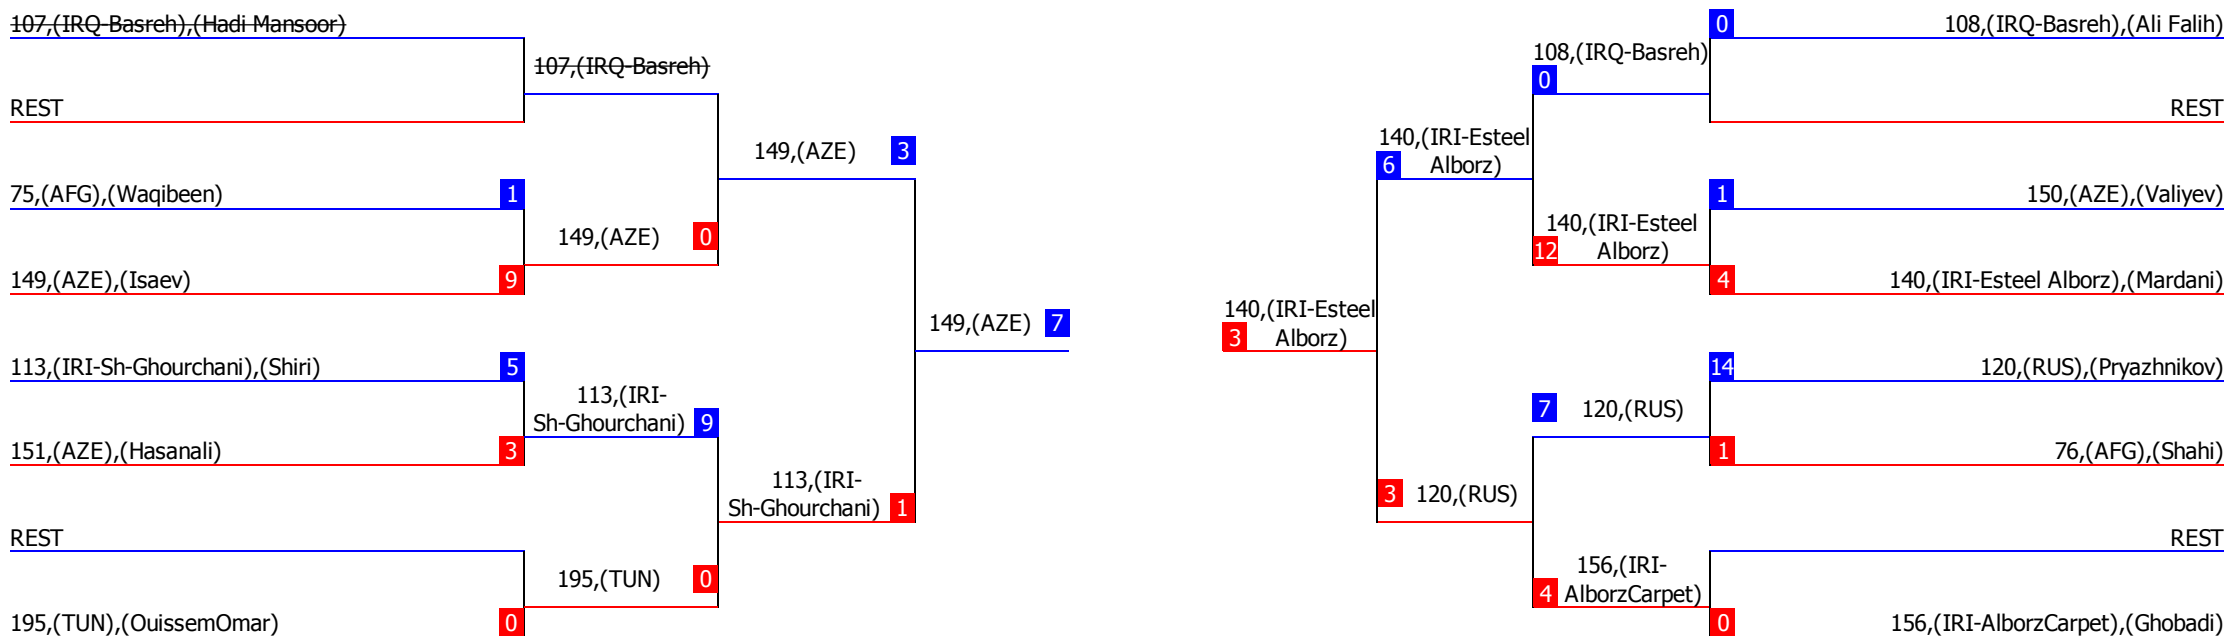 107,(IRQ-Basreh),(Hadi Mansoor)
REST
75,(AFG),(Waqibeen) 1
149,(AZE),(Isaev) 9
113,(IRI-Sh-Ghourchani),(Shiri) 5
151,(AZE),(Hasanali) 3
REST
195,(TUN),(OuissemOmar) 0
107,(IRQ-Basreh)
149,(AZE) 0
113,(IRI-
Sh-Ghourchani) 9
195,(TUN) 0
149,(AZE) 3
113,(IRI-
Sh-Ghourchani) 1
149,(AZE) 7
140,(IRI-Esteel
3 Alborz)
140,(IRI-Esteel
6 Alborz)
3 120,(RUS)
108,(IRQ-Basreh)
0
140,(IRI-Esteel
12 Alborz)
7 120,(RUS)
156,(IRI-
4 AlborzCarpet)
0 108,(IRQ-Basreh),(Ali Falih)
REST
1 150,(AZE),(Valiyev)
4 140,(IRI-Esteel Alborz),(Mardani)
14 120,(RUS),(Pryazhnikov)
1 76,(AFG),(Shahi)
REST
0 156,(IRI-AlborzCarpet),(Ghobadi)